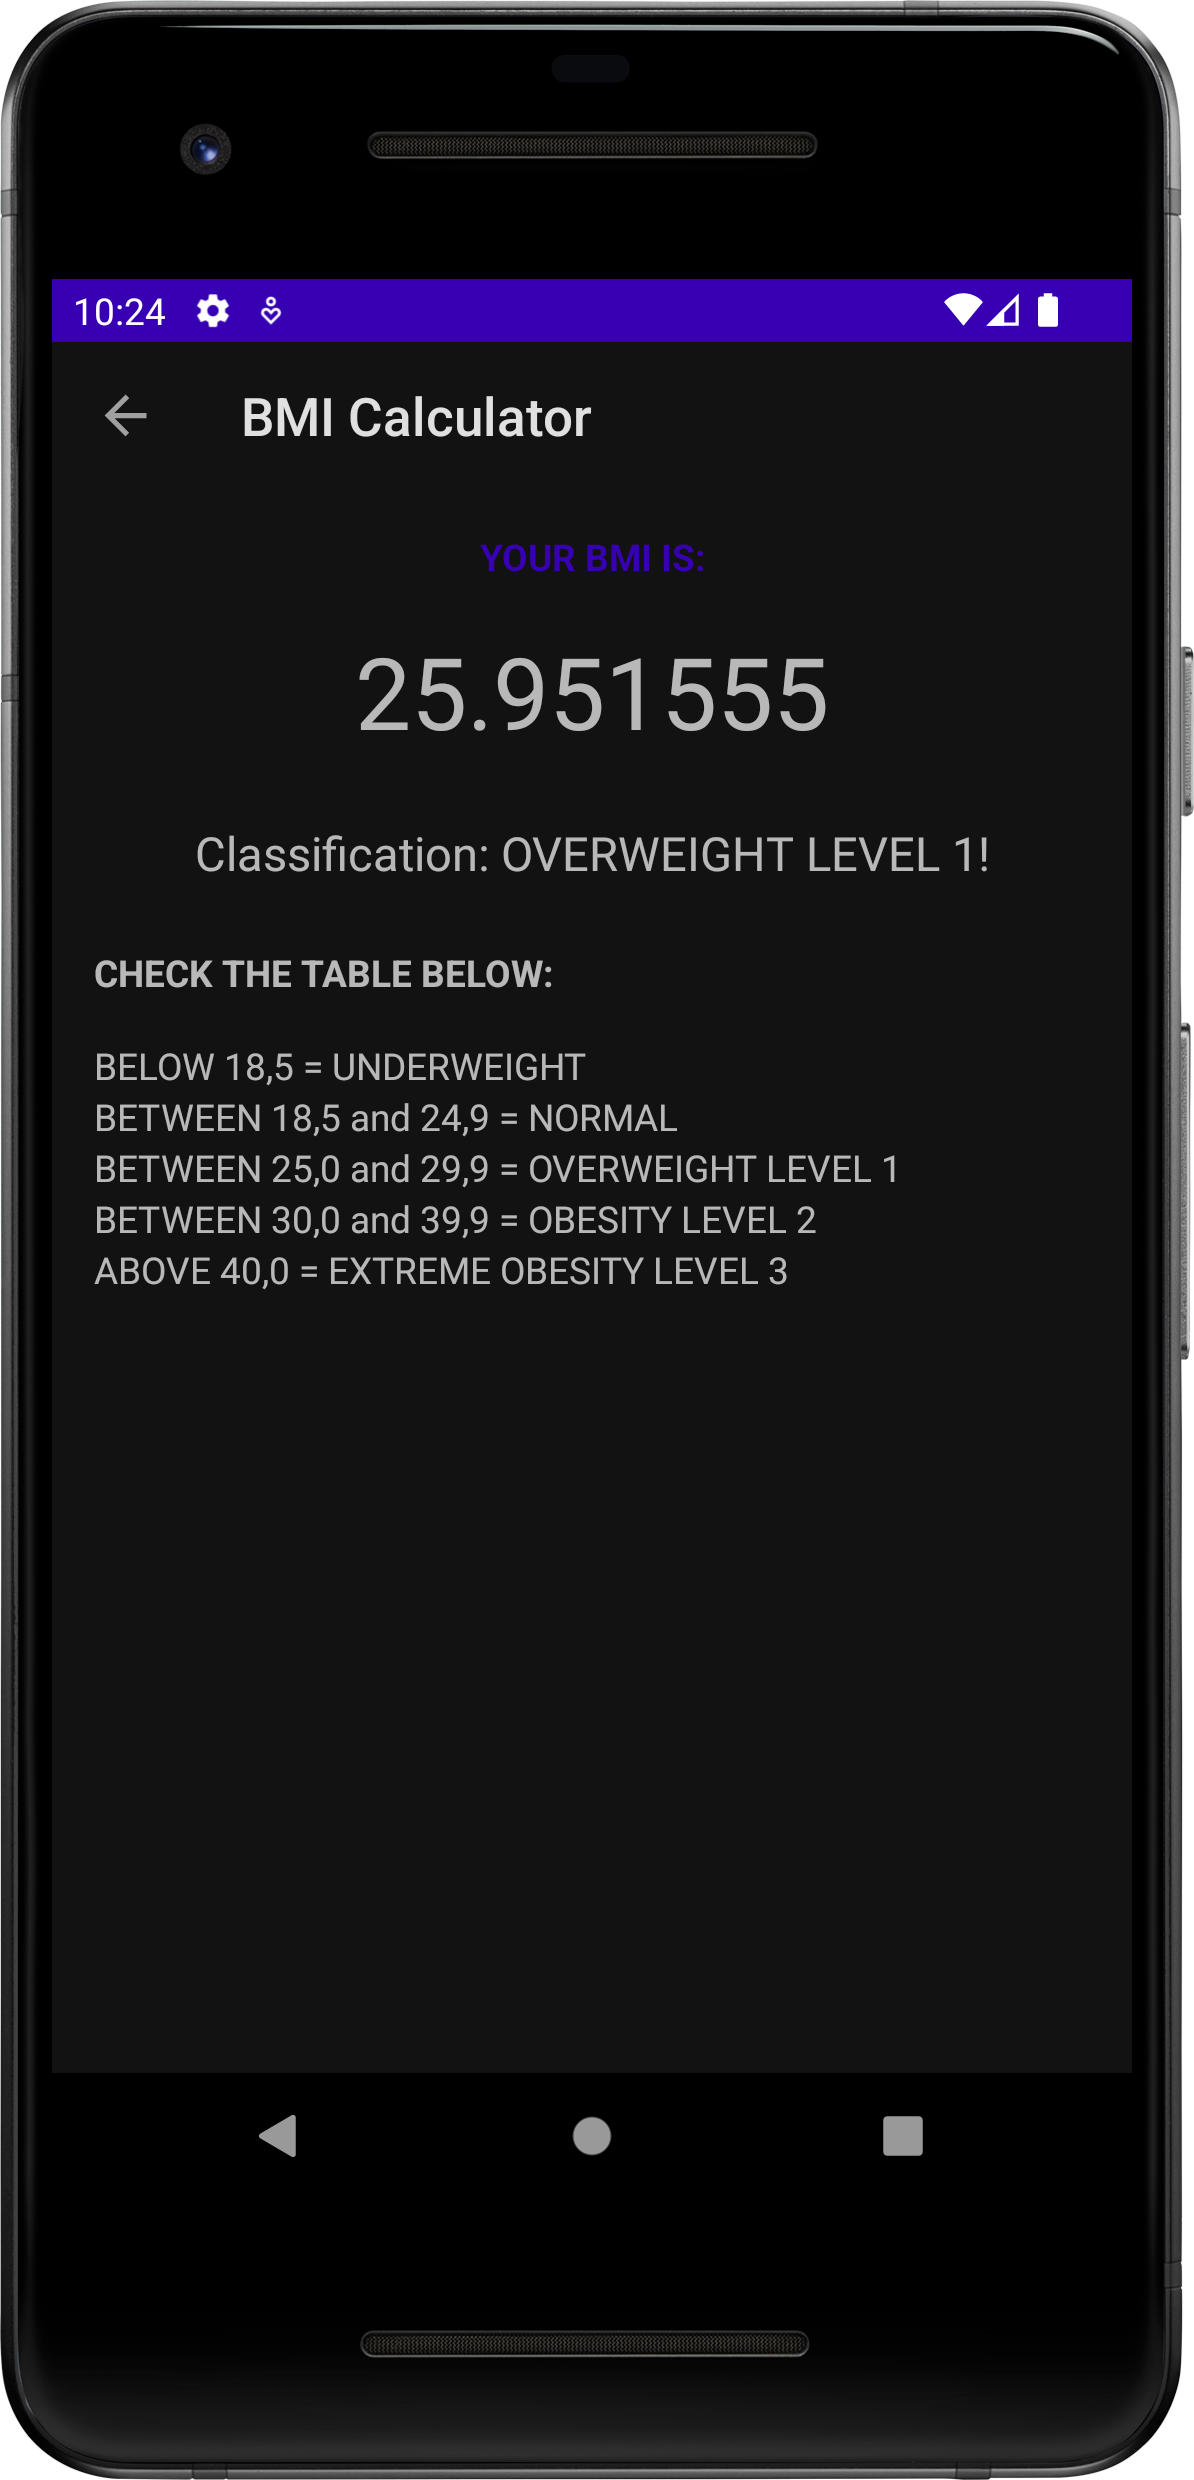 10:24
BMI Calculator
YOUR BMI IS:
25.951555
Classification: OVERWEIGHT LEVEL 1!
CHECK THE TABLE BELOW:
BELOW 18,5 = UNDERWEIGHT
BETWEEN 18,5 and 24,9 = NORMAL
BETWEEN 25,0 and 29,9 = OVERWEIGHT LEVEL 1
BETWEEN 30,0 and 39,9 = OBESITY LEVEL 2
ABOVE 40,0 = EXTREME OBESITY LEVEL 3